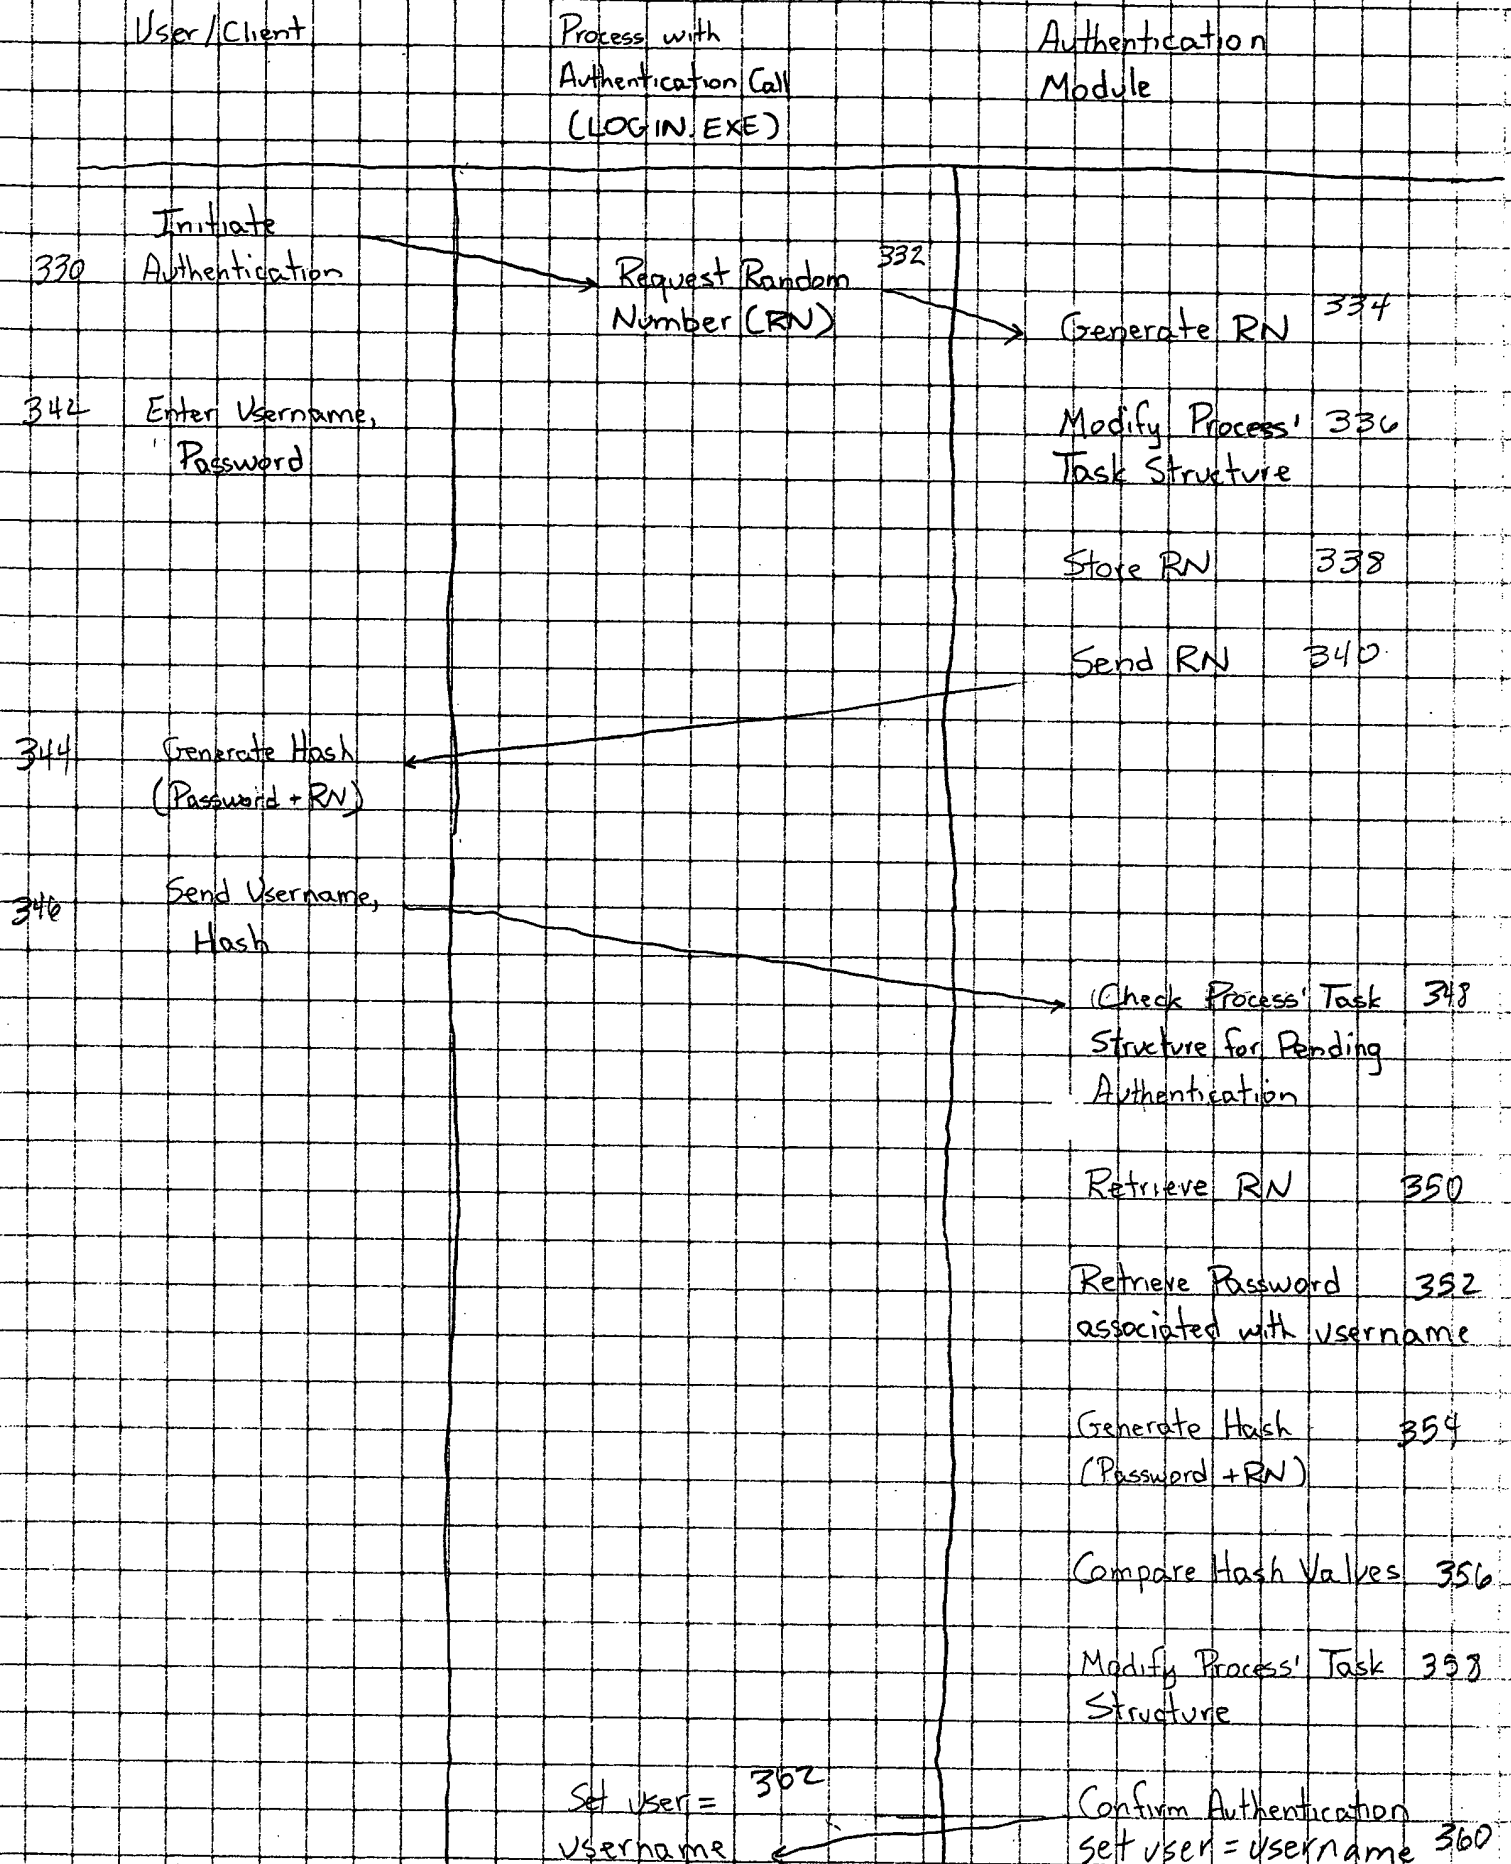 User/Client
Process with
Authentication Call
(LOGIN.EXE)
Authentication
Module
Initiate
330 Authentication
Request Random 332
Number (RN)
Generate RN 334
342 Enter Username,
Password
Modify Process' 336
Task Structure
Store RN 338
Send RN 340
344 Generate Hash
(Password + RN)
346 Send Username,
Hash
Check Process' Task 348
Structure for Pending
Authentication
Retrieve RN 350
Retrieve Password 352
associated with username
Generate Hash 354
(Password + RN)
Compare Hash Values 356
Modify Process' Task 358
Structure
Set user = 362
username
Confirm Authentication
set user = username 360